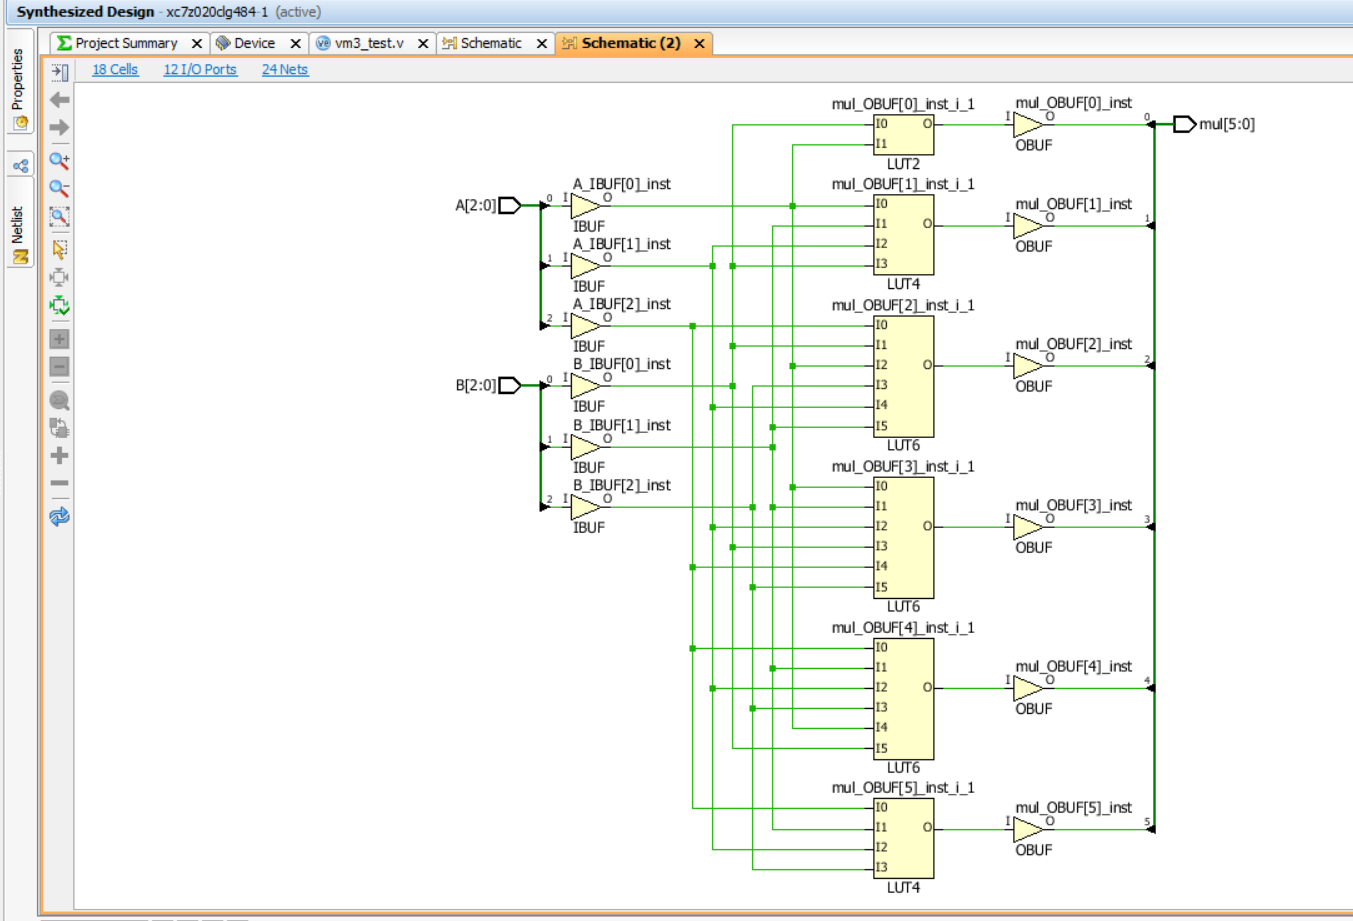 Synthesized Design - xc7z020clg484-1 (active)
Properties
Netlist
Project Summary
Device
vm3_test.v
Schematic
Schematic (2)
18 Cells 12 I/O Ports 24 Nets
A[2:0]
B[2:0]
0 I A_IBUF[0]_inst O
IBUF
1 I A_IBUF[1]_inst O
IBUF
2 I A_IBUF[2]_inst O
IBUF
0 I B_IBUF[0]_inst O
IBUF
1 I B_IBUF[1]_inst O
IBUF
2 I B_IBUF[2]_inst O
IBUF
mul_OBUF[0]_inst_i_1
I0 O
I1
LUT2
mul_OBUF[1]_inst_i_1
I0
I1 O
I2
I3
LUT4
mul_OBUF[2]_inst_i_1
I0
I1
I2 O
I3
I4
I5
LUT6
mul_OBUF[3]_inst_i_1
I0
I1
I2 O
I3
I4
I5
LUT6
mul_OBUF[4]_inst_i_1
I0
I1
I2 O
I3
I4
I5
LUT6
mul_OBUF[5]_inst_i_1
I0
I1 O
I2
I3
LUT4
mul_OBUF[0]_inst
I O 0
OBUF
mul_OBUF[1]_inst
I O 1
OBUF
mul_OBUF[2]_inst
I O 2
OBUF
mul_OBUF[3]_inst
I O 3
OBUF
mul_OBUF[4]_inst
I O 4
OBUF
mul_OBUF[5]_inst
I O 5
OBUF
mul[5:0]